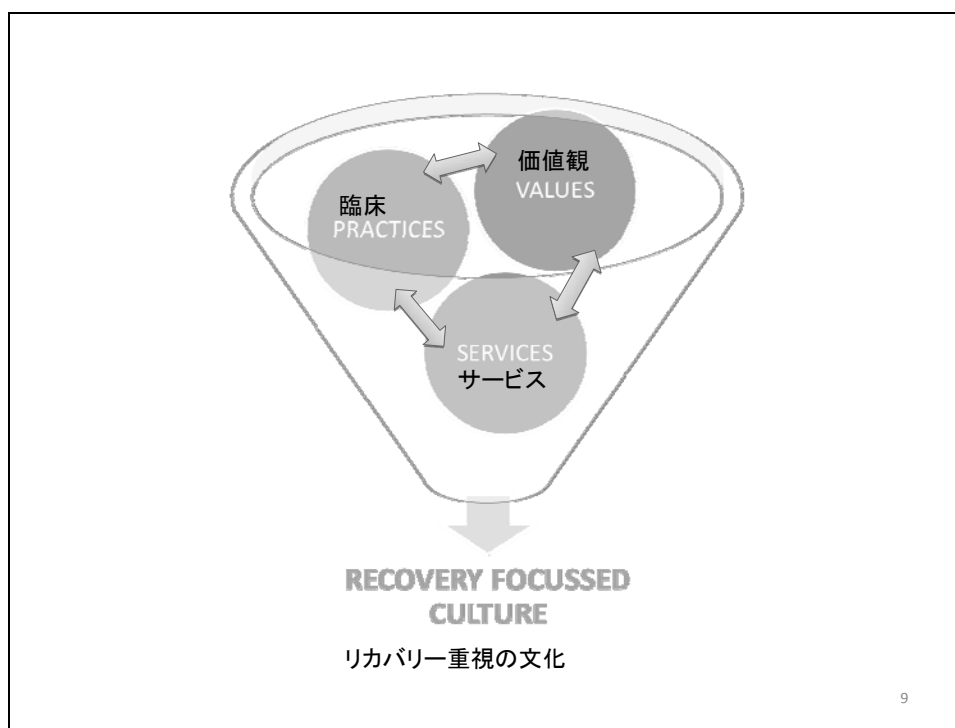 価値観
VALUES
臨床
PRACTICES
SERVICES
サービス
RECOVERY FOCUSSED
CULTURE
リカバリー重視の文化
9